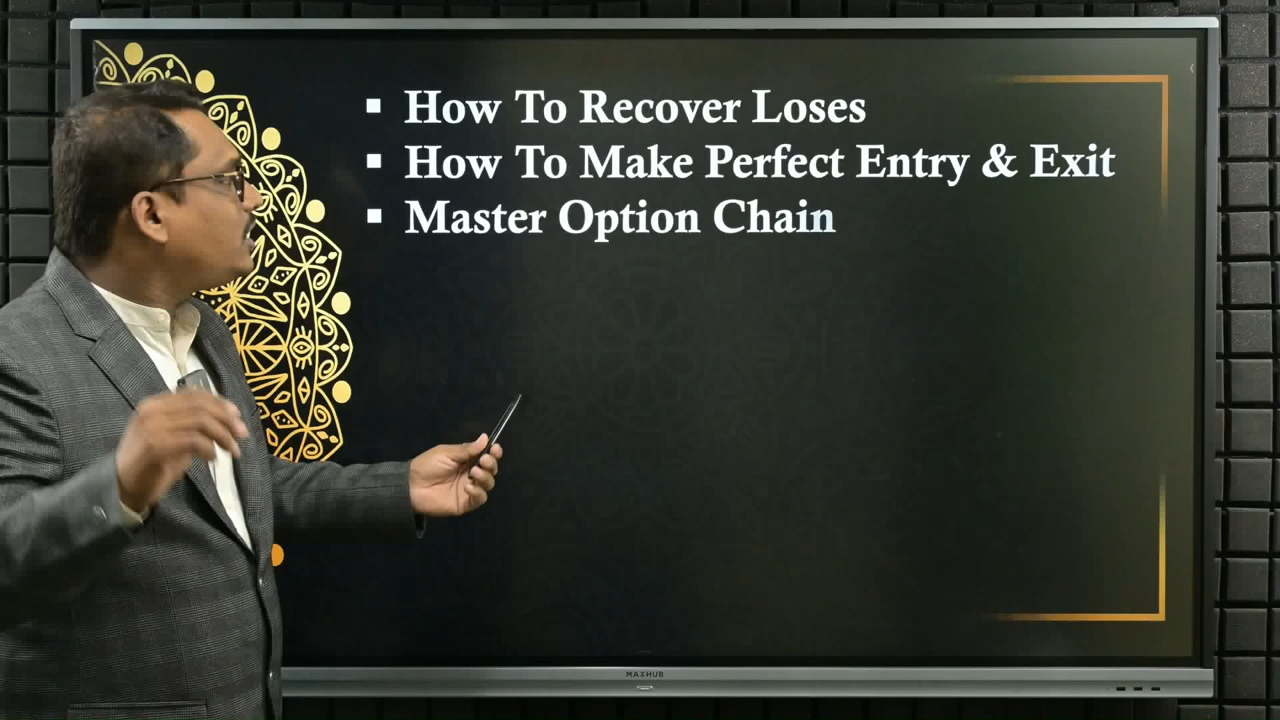 ▪ How To Recover Loses
▪ How To Make Perfect Entry & Exit
▪ Master Option Chain
MAXHUB